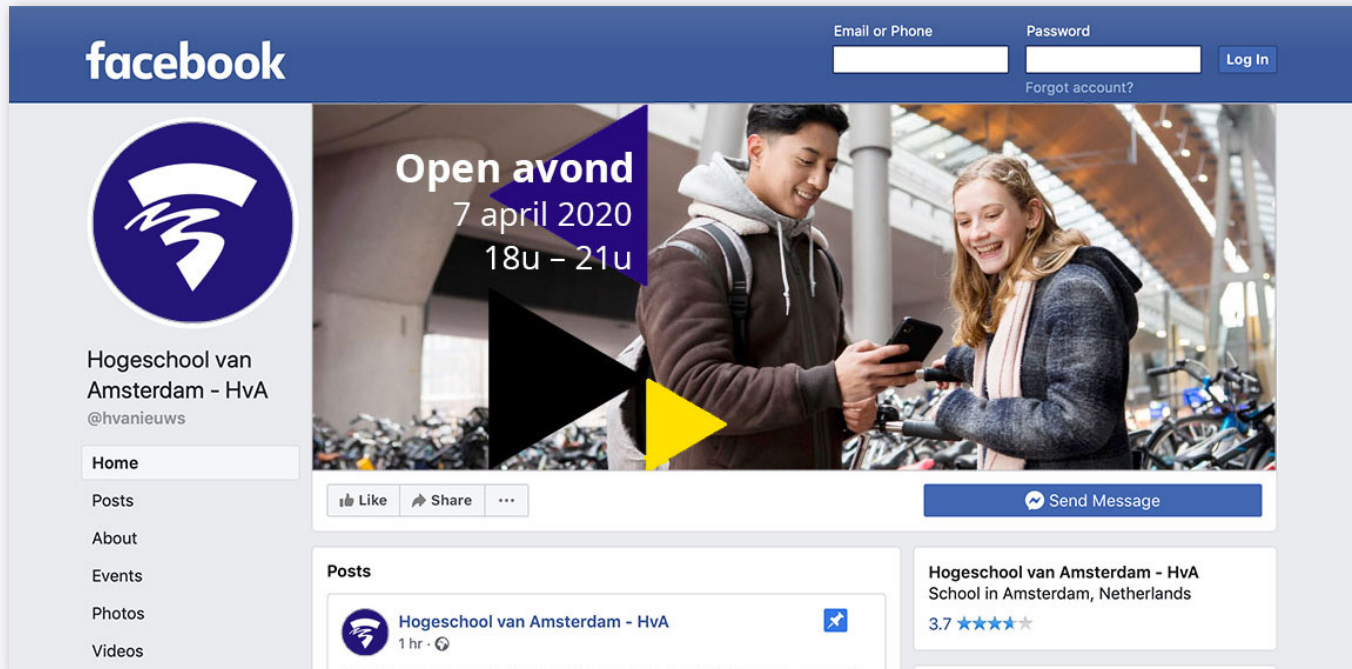 facebook
Email or Phone
Password
Log In
Forgot account?
Open avond
7 april 2020
18u – 21u
Hogeschool van
Amsterdam - HvA
@hvanieuws
Home
Posts
About
Events
Photos
Videos
Like
Share
...
Send Message
Posts
Hogeschool van Amsterdam - HvA
1 hr ·
Hogeschool van Amsterdam - HvA
School in Amsterdam, Netherlands
3.7